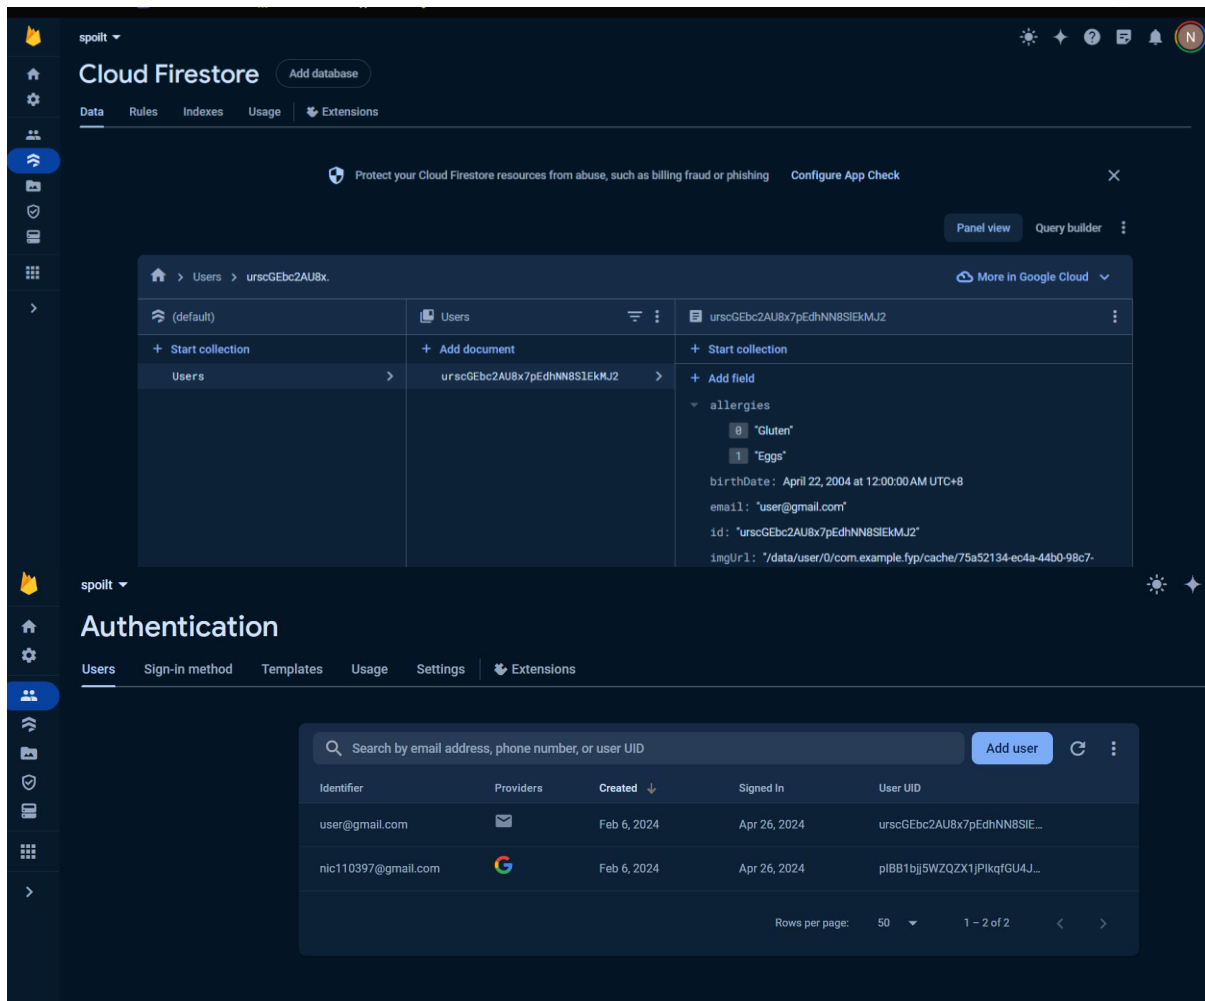 spoilt
N
Cloud Firestore Add database
Data Rules Indexes Usage Extensions
Protect your Cloud Firestore resources from abuse, such as billing fraud or phishing Configure App Check
Panel view Query builder
Users urscGEbc2AU8x. More in Google Cloud
(default) Users urscGEbc2AU8x7pEdhNN8SlEkMJ2
+ Start collection + Add document + Start collection
Users urscGEbc2AU8x7pEdhNN8SlEkMJ2 + Add field
allergies
0 "Gluten"
1 "Eggs"
birthDate: April 22, 2004 at 12:00:00 AM UTC+8
email: "user@gmail.com"
id: "urscGEbc2AU8x7pEdhNN8SlEkMJ2"
imgUrl: "/data/user/0/com.example.fyp/cache/75a52134-ec4a-44b0-98c7-
spoilt
Authentication
Users Sign-in method Templates Usage Settings Extensions
Search by email address, phone number, or user UID Add user
Identifier Providers Created Signed In User UID
user@gmail.com Feb 6, 2024 Apr 26, 2024 urscGEbc2AU8x7pEdhNN8SlE...
nic110397@gmail.com Feb 6, 2024 Apr 26, 2024 plBB1bjj5WZQZX1jPlkqfGU4J...
Rows per page: 50 1 – 2 of 2